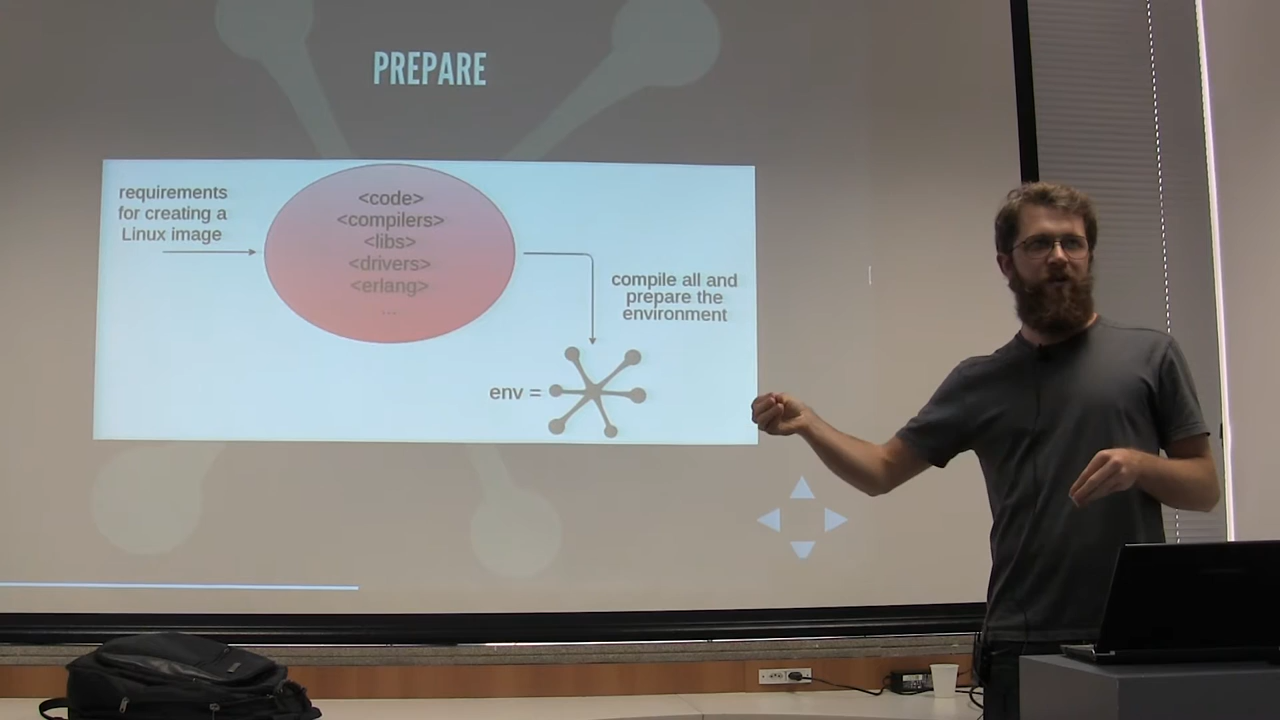 PREPARE
requirements
for creating a
Linux image
<code>
<compilers>
<libs>
<drivers>
<erlang>
...
compile all and
prepare the
environment
env =